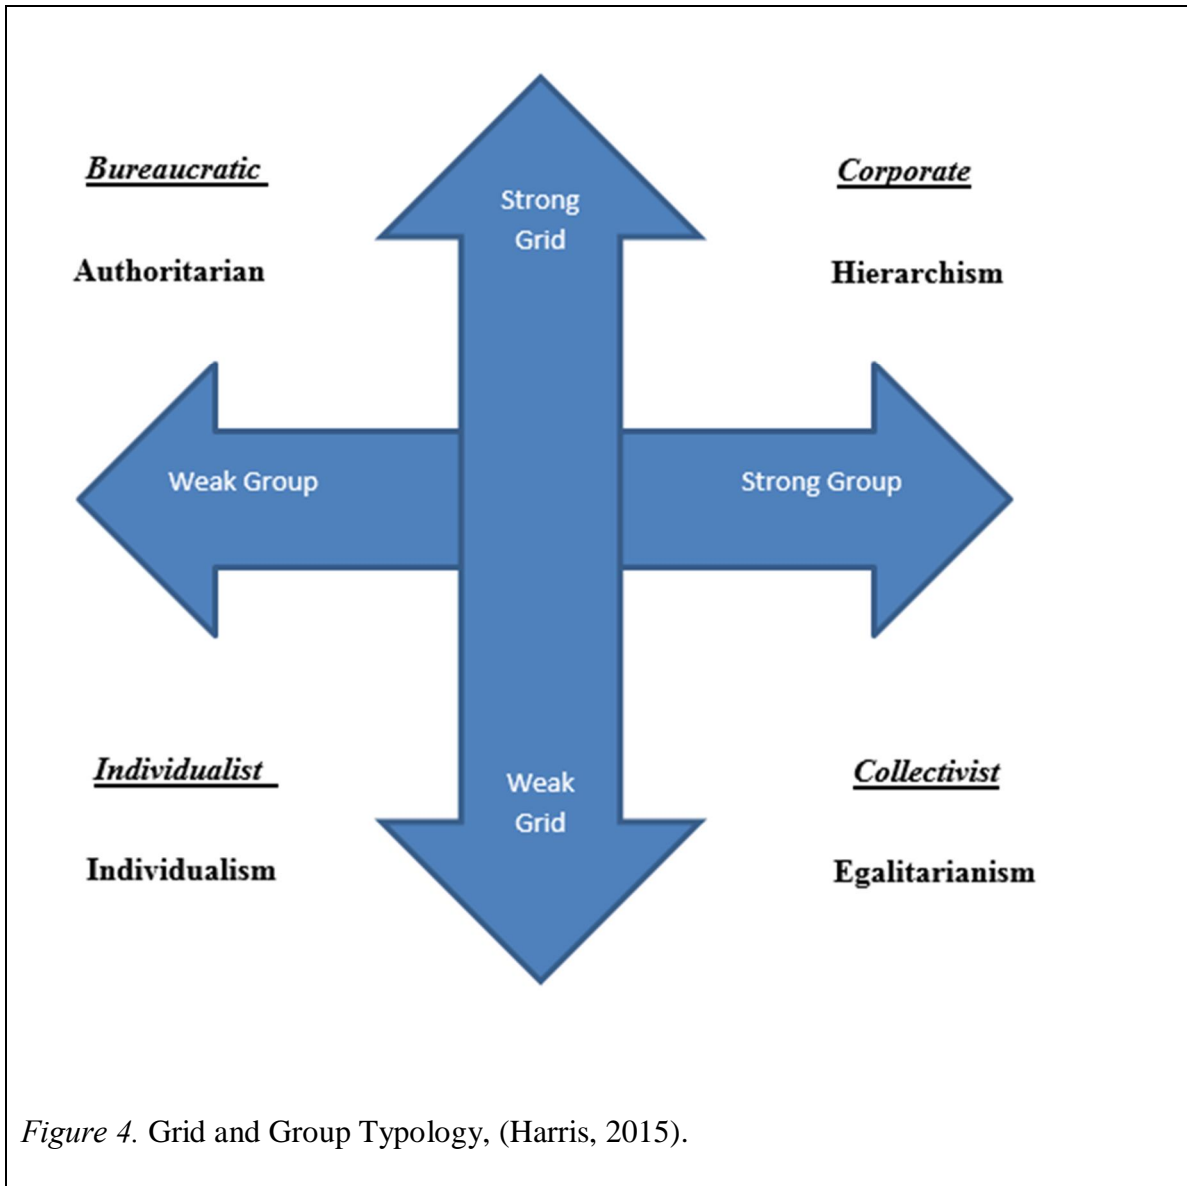 Bureaucratic
Corporate
Strong
Grid
Authoritarian
Hierarchism
Weak Group
Strong Group
Individualist
Collectivist
Weak
Grid
Individualism
Egalitarianism
Figure 4. Grid and Group Typology, (Harris, 2015).